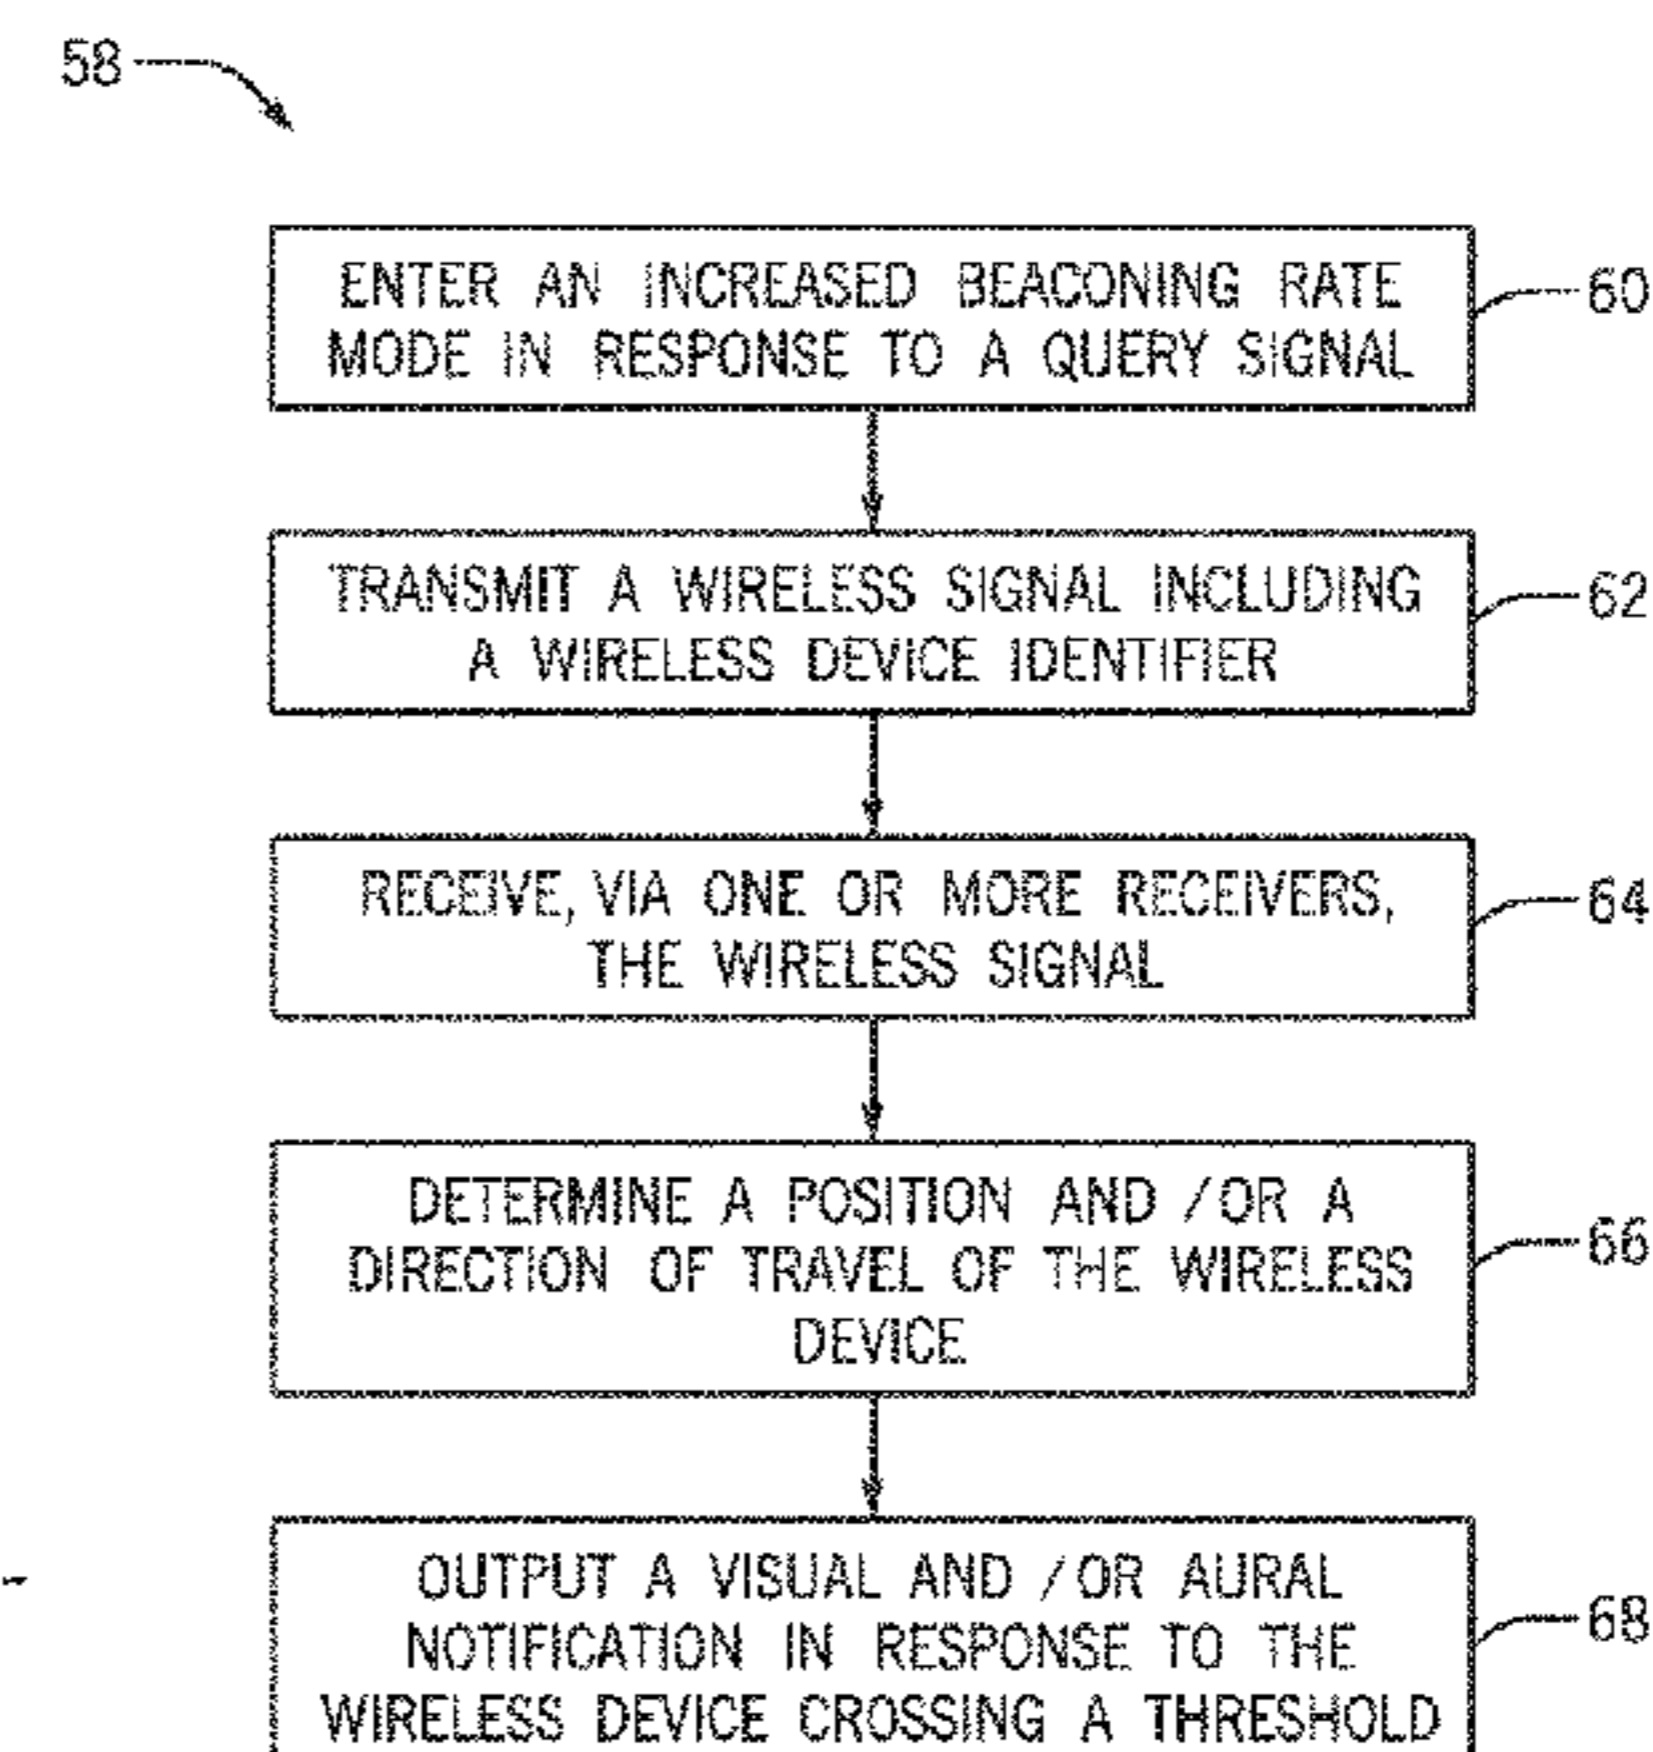 58
ENTER AN INCREASED BEACONING RATE
MODE IN RESPONSE TO A QUERY SIGNAL
60
TRANSMIT A WIRELESS SIGNAL INCLUDING
A WIRELESS DEVICE IDENTIFIER
62
RECEIVE, VIA ONE OR MORE RECEIVERS,
THE WIRELESS SIGNAL
64
DETERMINE A POSITION AND /OR A
DIRECTION OF TRAVEL OF THE WIRELESS
DEVICE
66
OUTPUT A VISUAL AND /OR AURAL
NOTIFICATION IN RESPONSE TO THE
WIRELESS DEVICE CROSSING A THRESHOLD
68